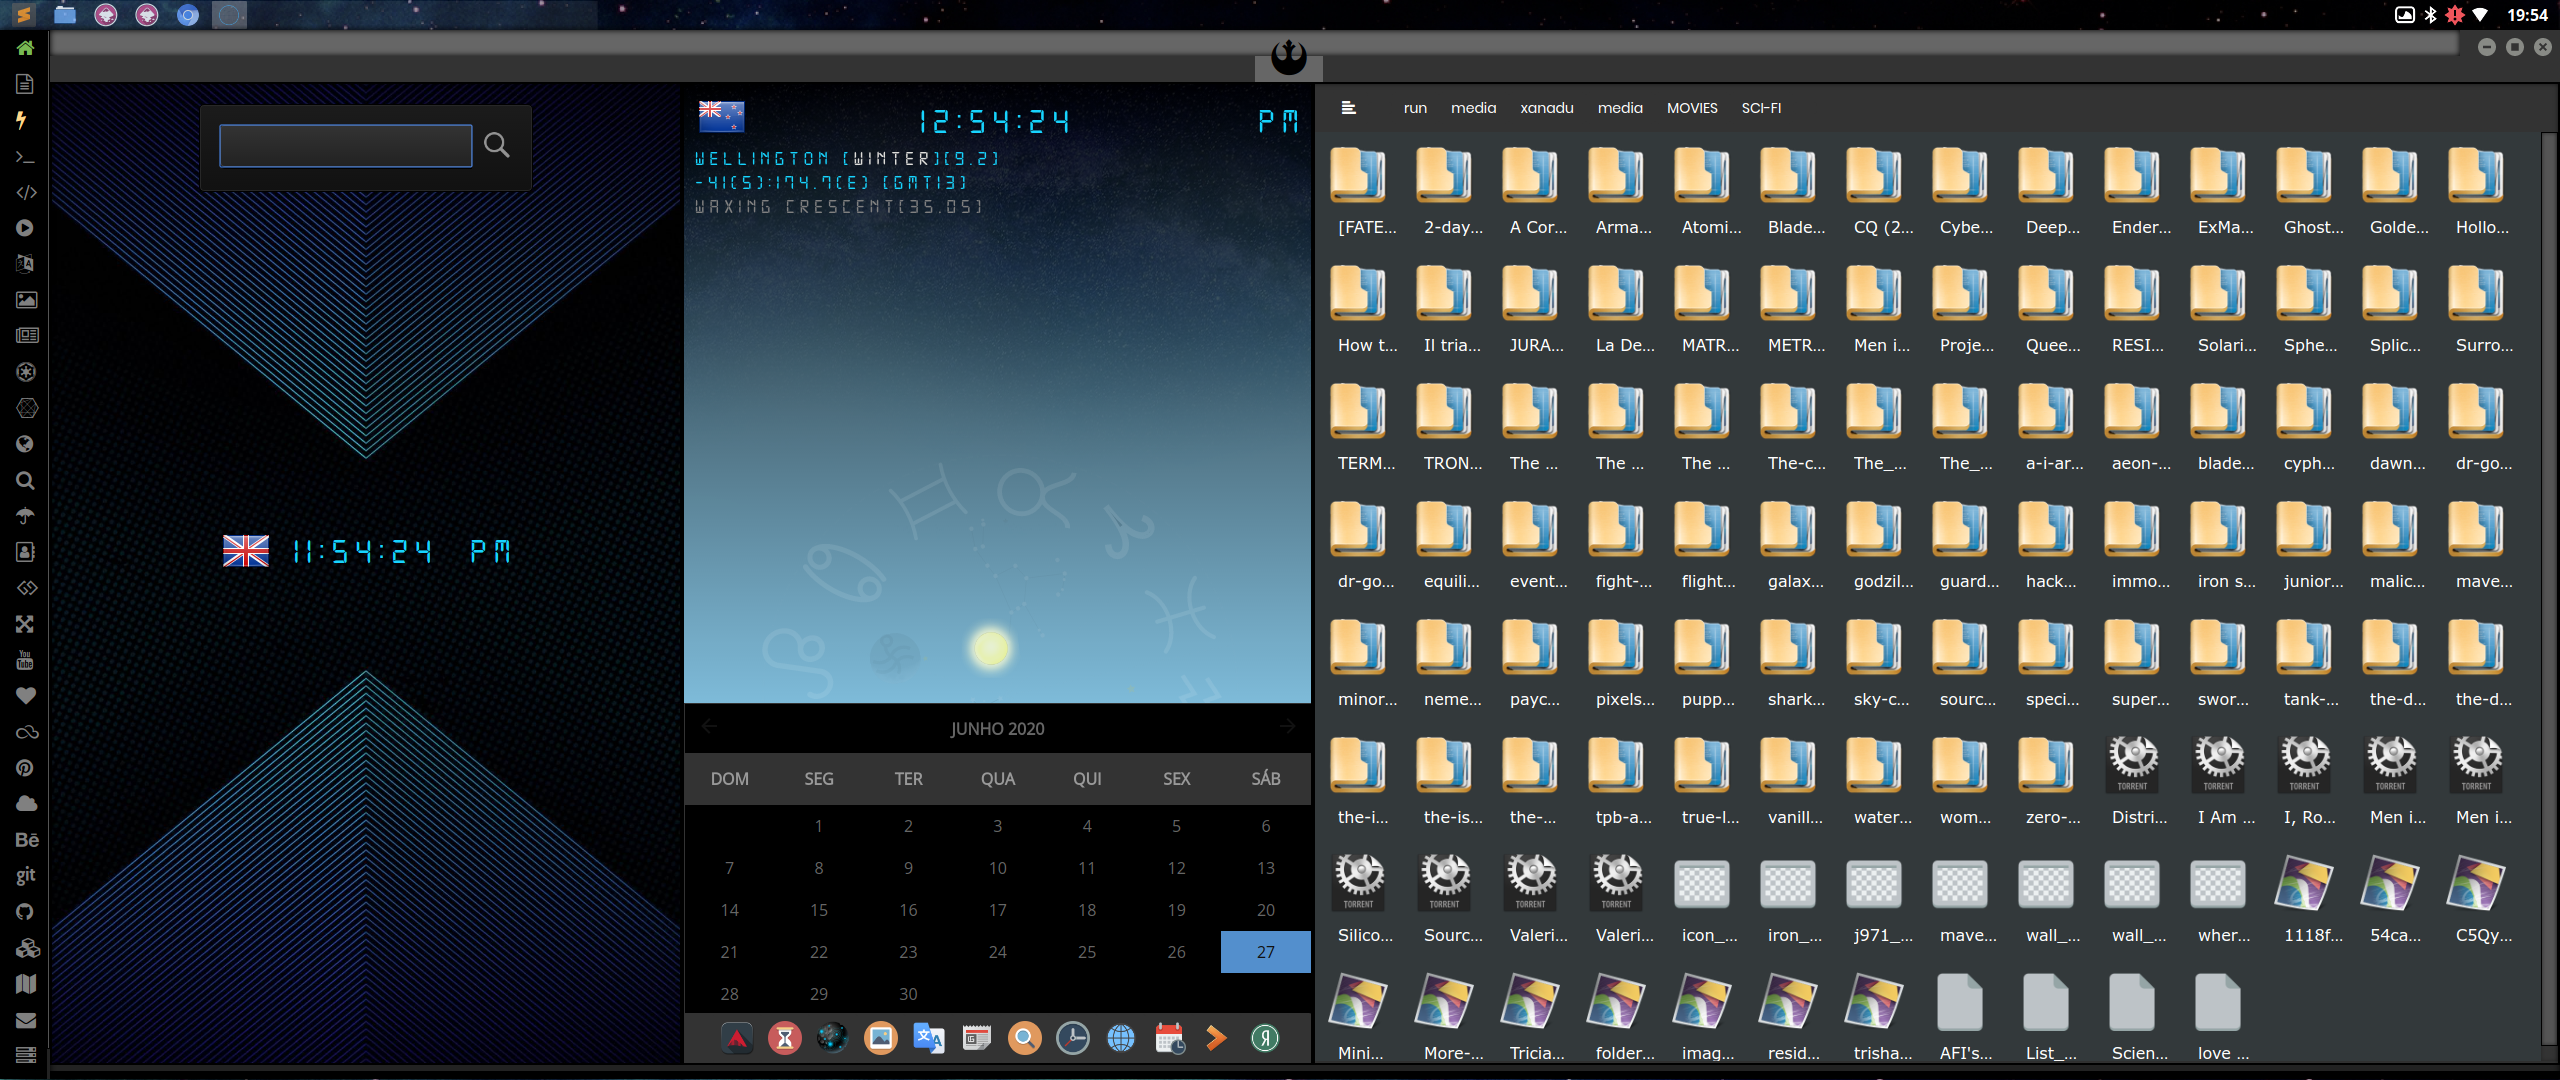 19:54
You
Tube
Bē
git
11:54:24 PM
12:54:24 PM
WELLINGTON [WINTER][9.2]
-41(S):174.7(E) [GMT13]
WAXING CRESCENT(35.05)
JUNHO 2020
DOM SEG TER QUA QUI SEX SÁB
1 2 3 4 5 6
7 8 9 10 11 12 13
14 15 16 17 18 19 20
21 22 23 24 25 26 27
28 29 30
run media xanadu media MOVIES SCI-FI
[FATE... 2-day... A Cor... Arma... Atomi... Blade... CQ (2... Cybe... Deep... Ender... ExMa... Ghost... Golde... Hollo...
How t... Il tria... JURA... La De... MATR... METR... Men i... Proje... Quee... RESI... Solari... Sphe... Splic... Surro...
TERM... TRON... The ... The ... The ... The-c... The_... The_... a-i-ar... aeon-... blade... cyph... dawn... dr-go...
dr-go... equili... event... fight-... flight... galax... godzil... guard... hack... immo... iron s... junior... malic... mave...
minor... neme... payc... pixels... pupp... shark... sky-c... sourc... speci... super... swor... tank-... the-d... the-d...
TORRENT TORRENT TORRENT TORRENT TORRENT
the-i... the-is... the-... tpb-a... true-l... vanill... water... wom... zero-... Distri... I Am ... I, Ro... Men i... Men i...
TORRENT TORRENT TORRENT TORRENT
Silico... Sourc... Valeri... Valeri... icon_... iron_... j971_... mave... wall_... wall_... wher... 1118f... 54ca... C5Qy...
Mini... More-... Tricia... folder... imag... resid... trisha... AFI's... List_... Scien... love ...